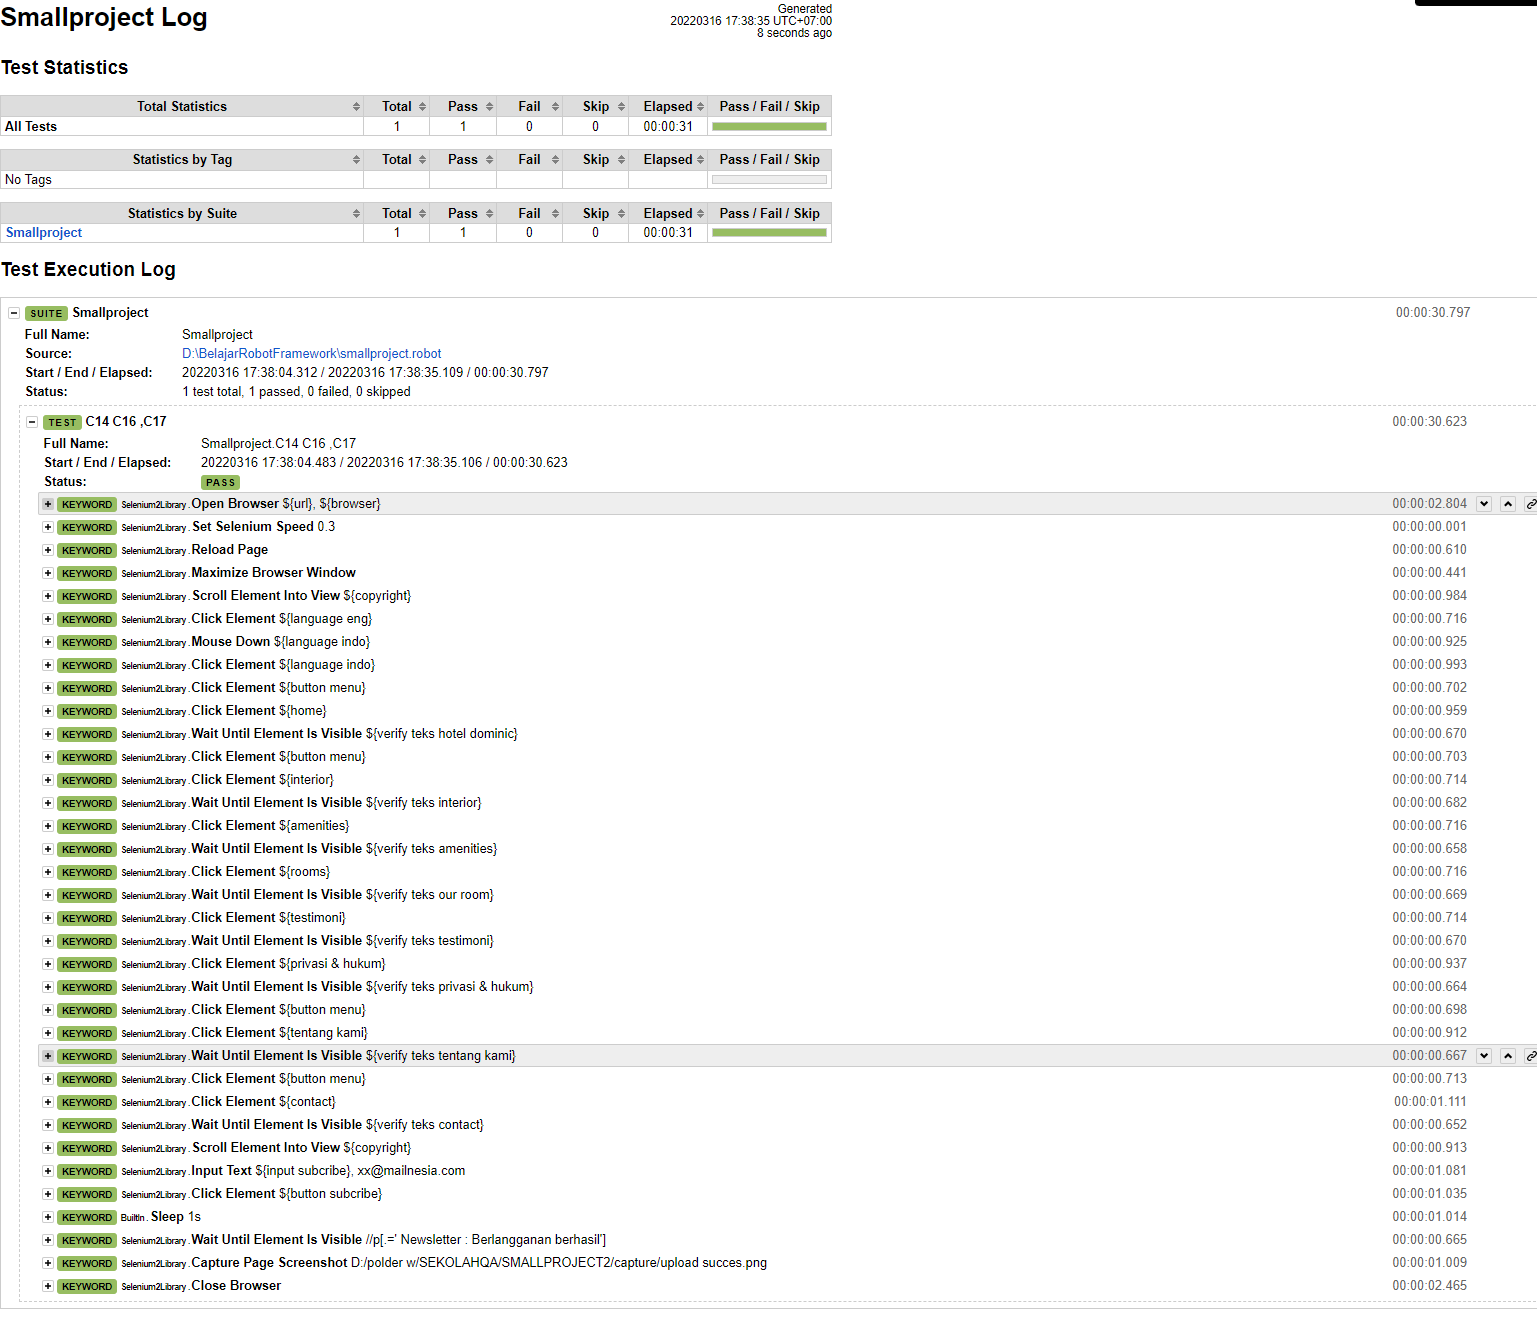 Smallproject Log
Generated
20220316 17:38:35 UTC+07:00
8 seconds ago
Test Statistics
Total Statistics Total Pass Fail Skip Elapsed Pass / Fail / Skip
All Tests 1 1 0 0 00:00:31
Statistics by Tag Total Pass Fail Skip Elapsed Pass / Fail / Skip
No Tags
Statistics by Suite Total Pass Fail Skip Elapsed Pass / Fail / Skip
Smallproject 1 1 0 0 00:00:31
Test Execution Log
SUITE Smallproject 00:00:30.797
Full Name: Smallproject
Source: D:\BelajarRobotFramework\smallproject.robot
Start / End / Elapsed: 20220316 17:38:04.312 / 20220316 17:38:35.109 / 00:00:30.797
Status: 1 test total, 1 passed, 0 failed, 0 skipped
TEST C14 C16 ,C17 00:00:30.623
Full Name: Smallproject.C14 C16 ,C17
Start / End / Elapsed: 20220316 17:38:04.483 / 20220316 17:38:35.106 / 00:00:30.623
Status: PASS
KEYWORD Selenium2Library.Open Browser ${url}, ${browser} 00:00:02.804
KEYWORD Selenium2Library.Set Selenium Speed 0.3 00:00:00.001
KEYWORD Selenium2Library.Reload Page 00:00:00.610
KEYWORD Selenium2Library.Maximize Browser Window 00:00:00.441
KEYWORD Selenium2Library.Scroll Element Into View ${copyright} 00:00:00.984
KEYWORD Selenium2Library.Click Element ${language eng} 00:00:00.716
KEYWORD Selenium2Library.Mouse Down ${language indo} 00:00:00.925
KEYWORD Selenium2Library.Click Element ${language indo} 00:00:00.993
KEYWORD Selenium2Library.Click Element ${button menu} 00:00:00.702
KEYWORD Selenium2Library.Click Element ${home} 00:00:00.959
KEYWORD Selenium2Library.Wait Until Element Is Visible ${verify teks hotel dominic} 00:00:00.670
KEYWORD Selenium2Library.Click Element ${button menu} 00:00:00.703
KEYWORD Selenium2Library.Click Element ${interior} 00:00:00.714
KEYWORD Selenium2Library.Wait Until Element Is Visible ${verify teks interior} 00:00:00.682
KEYWORD Selenium2Library.Click Element ${amenities} 00:00:00.716
KEYWORD Selenium2Library.Wait Until Element Is Visible ${verify teks amenities} 00:00:00.658
KEYWORD Selenium2Library.Click Element ${rooms} 00:00:00.716
KEYWORD Selenium2Library.Wait Until Element Is Visible ${verify teks our room} 00:00:00.669
KEYWORD Selenium2Library.Click Element ${testimoni} 00:00:00.714
KEYWORD Selenium2Library.Wait Until Element Is Visible ${verify teks testimoni} 00:00:00.670
KEYWORD Selenium2Library.Click Element ${privasi & hukum} 00:00:00.937
KEYWORD Selenium2Library.Wait Until Element Is Visible ${verify teks privasi & hukum} 00:00:00.664
KEYWORD Selenium2Library.Click Element ${button menu} 00:00:00.698
KEYWORD Selenium2Library.Click Element ${tentang kami} 00:00:00.912
KEYWORD Selenium2Library.Wait Until Element Is Visible ${verify teks tentang kami} 00:00:00.667
KEYWORD Selenium2Library.Click Element ${button menu} 00:00:00.713
KEYWORD Selenium2Library.Click Element ${contact} 00:00:01.111
KEYWORD Selenium2Library.Wait Until Element Is Visible ${verify teks contact} 00:00:00.652
KEYWORD Selenium2Library.Scroll Element Into View ${copyright} 00:00:00.913
KEYWORD Selenium2Library.Input Text ${input subcribe}, xx@mailnesia.com 00:00:01.081
KEYWORD Selenium2Library.Click Element ${button subcribe} 00:00:01.035
KEYWORD BuiltIn.Sleep 1s 00:00:01.014
KEYWORD Selenium2Library.Wait Until Element Is Visible //p[.=' Newsletter : Berlangganan berhasil'] 00:00:00.665
KEYWORD Selenium2Library.Capture Page Screenshot D:/polder w/SEKOLAHQA/SMALLPROJECT2/capture/upload succes.png 00:00:01.009
KEYWORD Selenium2Library.Close Browser 00:00:02.465